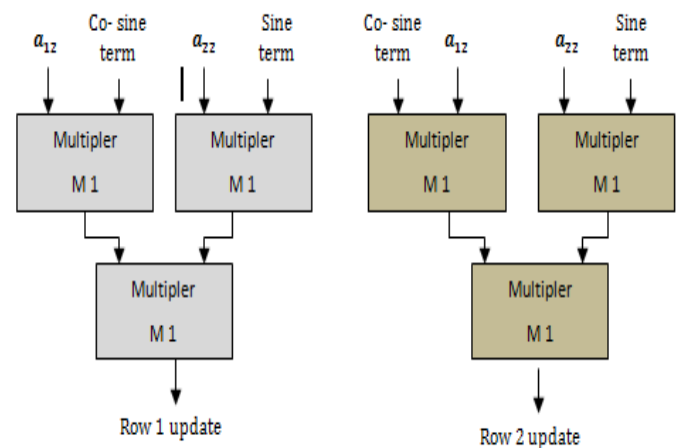 a12
Co- sine
term
a22
Sine
term
Multipler
M 1
Multipler
M 1
Multipler
M 1
Row 1 update
Co- sine
term
a12
a22
Sine
term
Multipler
M 1
Multipler
M 1
Multipler
M 1
Row 2 update